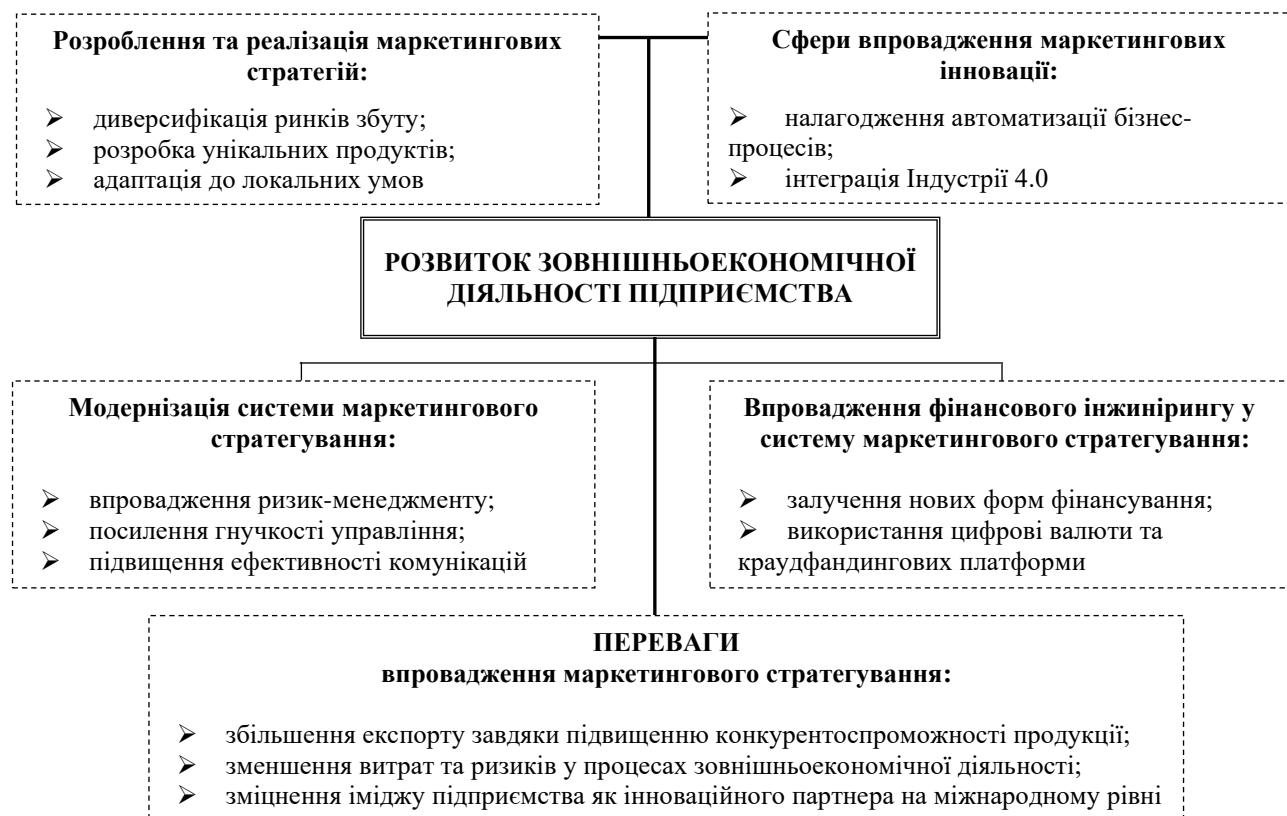 Розроблення та реалізація маркетингових
стратегій:
➢ диверсифікація ринків збуту;
➢ розробка унікальних продуктів;
➢ адаптація до локальних умов
Сфери впровадження маркетингових
інновації:
➢ налагодження автоматизації бізнес-
процесів;
➢ інтеграція Індустрії 4.0
РОЗВИТОК ЗОВНІШНЬОЕКОНОМІЧНОЇ
ДІЯЛЬНОСТІ ПІДПРИЄМСТВА
Модернізація системи маркетингового
стратегування:
➢ впровадження ризик-менеджменту;
➢ посилення гнучкості управління;
➢ підвищення ефективності комунікацій
Впровадження фінансового інжинірингу у
систему маркетингового стратегування:
➢ залучення нових форм фінансування;
➢ використання цифрові валюти та
краудфандингових платформи
ПЕРЕВАГИ
впровадження маркетингового стратегування:
➢ збільшення експорту завдяки підвищенню конкурентоспроможності продукції;
➢ зменшення витрат та ризиків у процесах зовнішньоекономічної діяльності;
➢ зміцнення іміджу підприємства як інноваційного партнера на міжнародному рівні